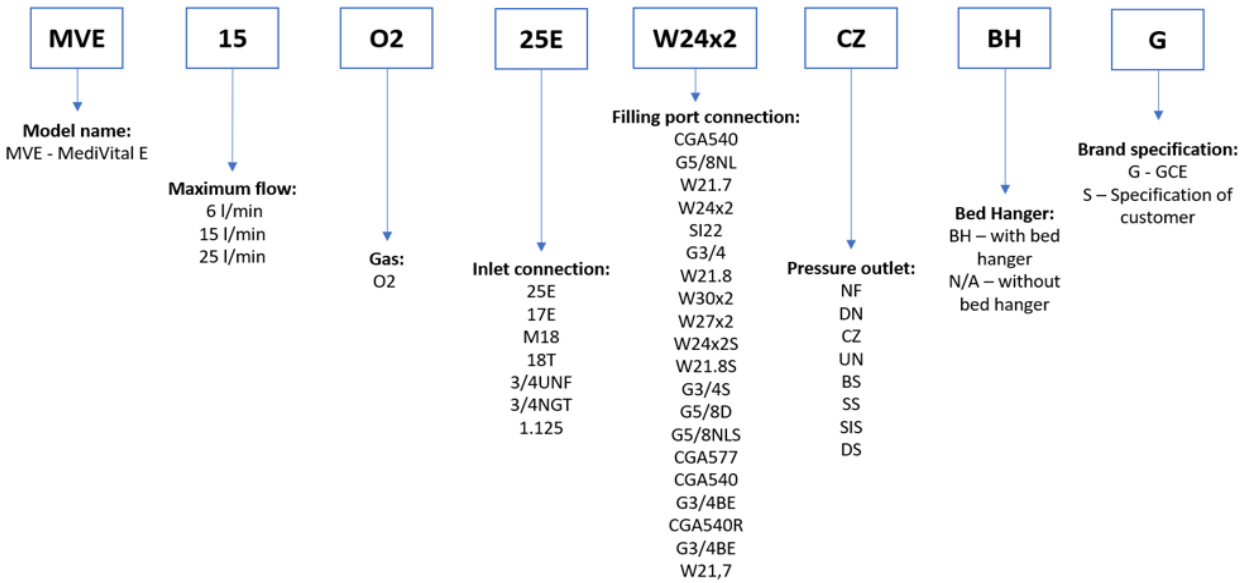 MVE
15
O2
25E
W24x2
CZ
BH
G
Model name:
MVE - MediVital E
Maximum flow:
6 l/min
15 l/min
25 l/min
Gas:
O2
Inlet connection:
25E
17E
M18
18T
3/4UNF
3/4NGT
1.125
Filling port connection:
CGA540
G5/8NL
W21.7
W24x2
SI22
G3/4
W21.8
W30x2
W27x2
W24x2S
W21.8S
G3/4S
G5/8D
G5/8NLS
CGA577
CGA540
G3/4BE
CGA540R
G3/4BE
W21,7
Pressure outlet:
NF
DN
CZ
UN
BS
SS
SIS
DS
Bed Hanger:
BH – with bed
hanger
N/A – without
bed hanger
Brand specification:
G - GCE
S – Specification of
customer